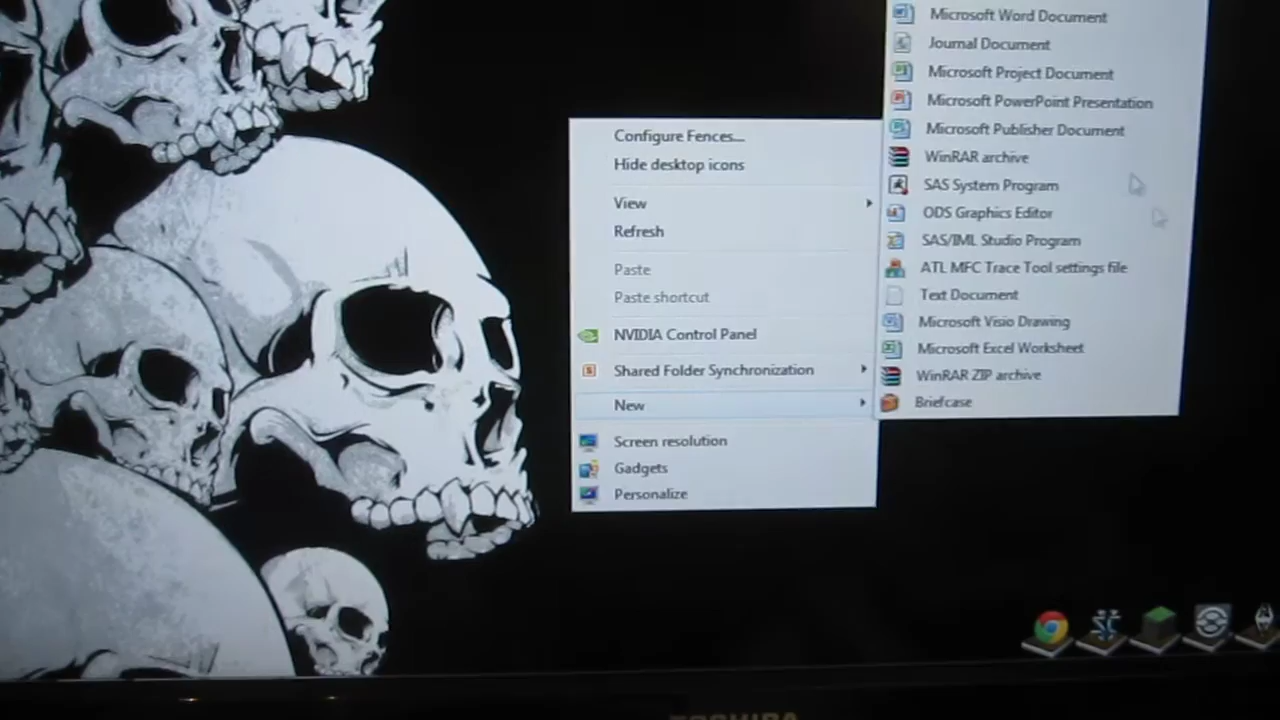 Configure Fences...
Hide desktop icons
View
Refresh
Paste
Paste shortcut
NVIDIA Control Panel
Shared Folder Synchronization
New
Screen resolution
Gadgets
Personalize
Microsoft Word Document
Journal Document
Microsoft Project Document
Microsoft PowerPoint Presentation
Microsoft Publisher Document
WinRAR archive
SAS System Program
ODS Graphics Editor
SAS/IML Studio Program
ATL MFC Trace Tool settings file
Text Document
Microsoft Visio Drawing
Microsoft Excel Worksheet
WinRAR ZIP archive
Briefcase
TOSHIBA